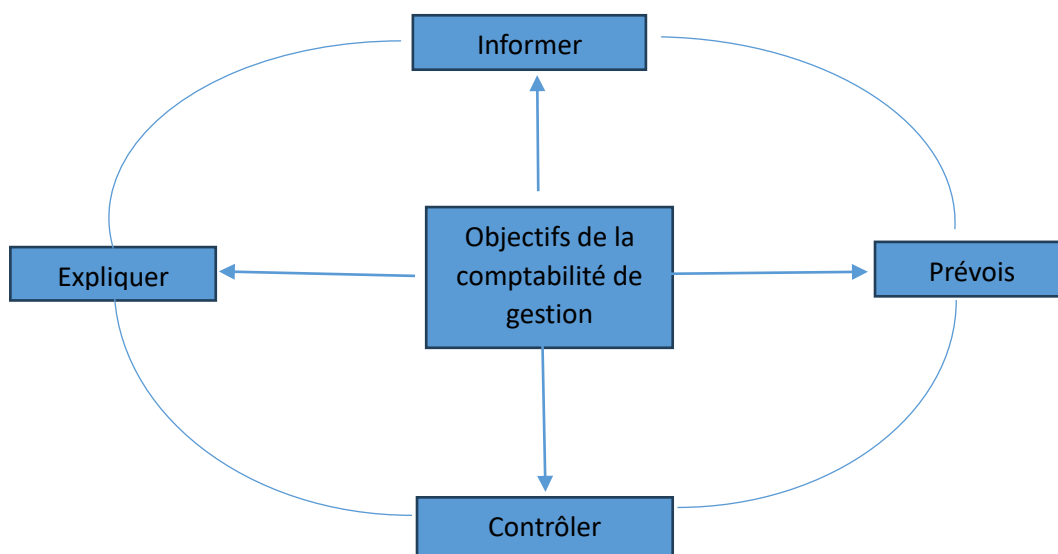 Informer
Objectifs de la
comptabilité de
gestion
Expliquer
Prévois
Contrôler